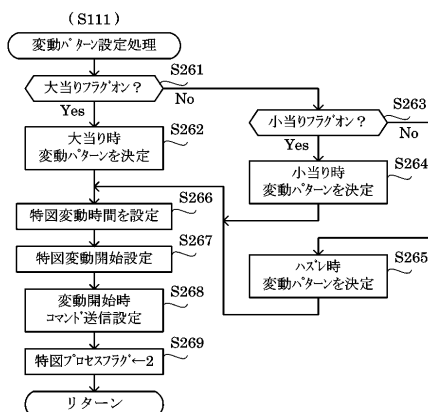 (S111)
変動ﾊﾟﾀｰﾝ設定処理
S261
大当りﾌﾗｸﾞｵﾝ？
No
Yes
S262
大当り時
変動ﾊﾟﾀｰﾝを決定
S263
小当りﾌﾗｸﾞｵﾝ？
No
Yes
S264
小当り時
変動ﾊﾟﾀｰﾝを決定
S266
特図変動時間を設定
S267
特図変動開始設定
S265
ﾊｽﾞﾚ時
変動ﾊﾟﾀｰﾝを決定
S268
変動開始時
ｺﾏﾝﾄﾞ送信設定
S269
特図ﾌﾟﾛｾｽﾌﾗｸﾞ←2
リターン